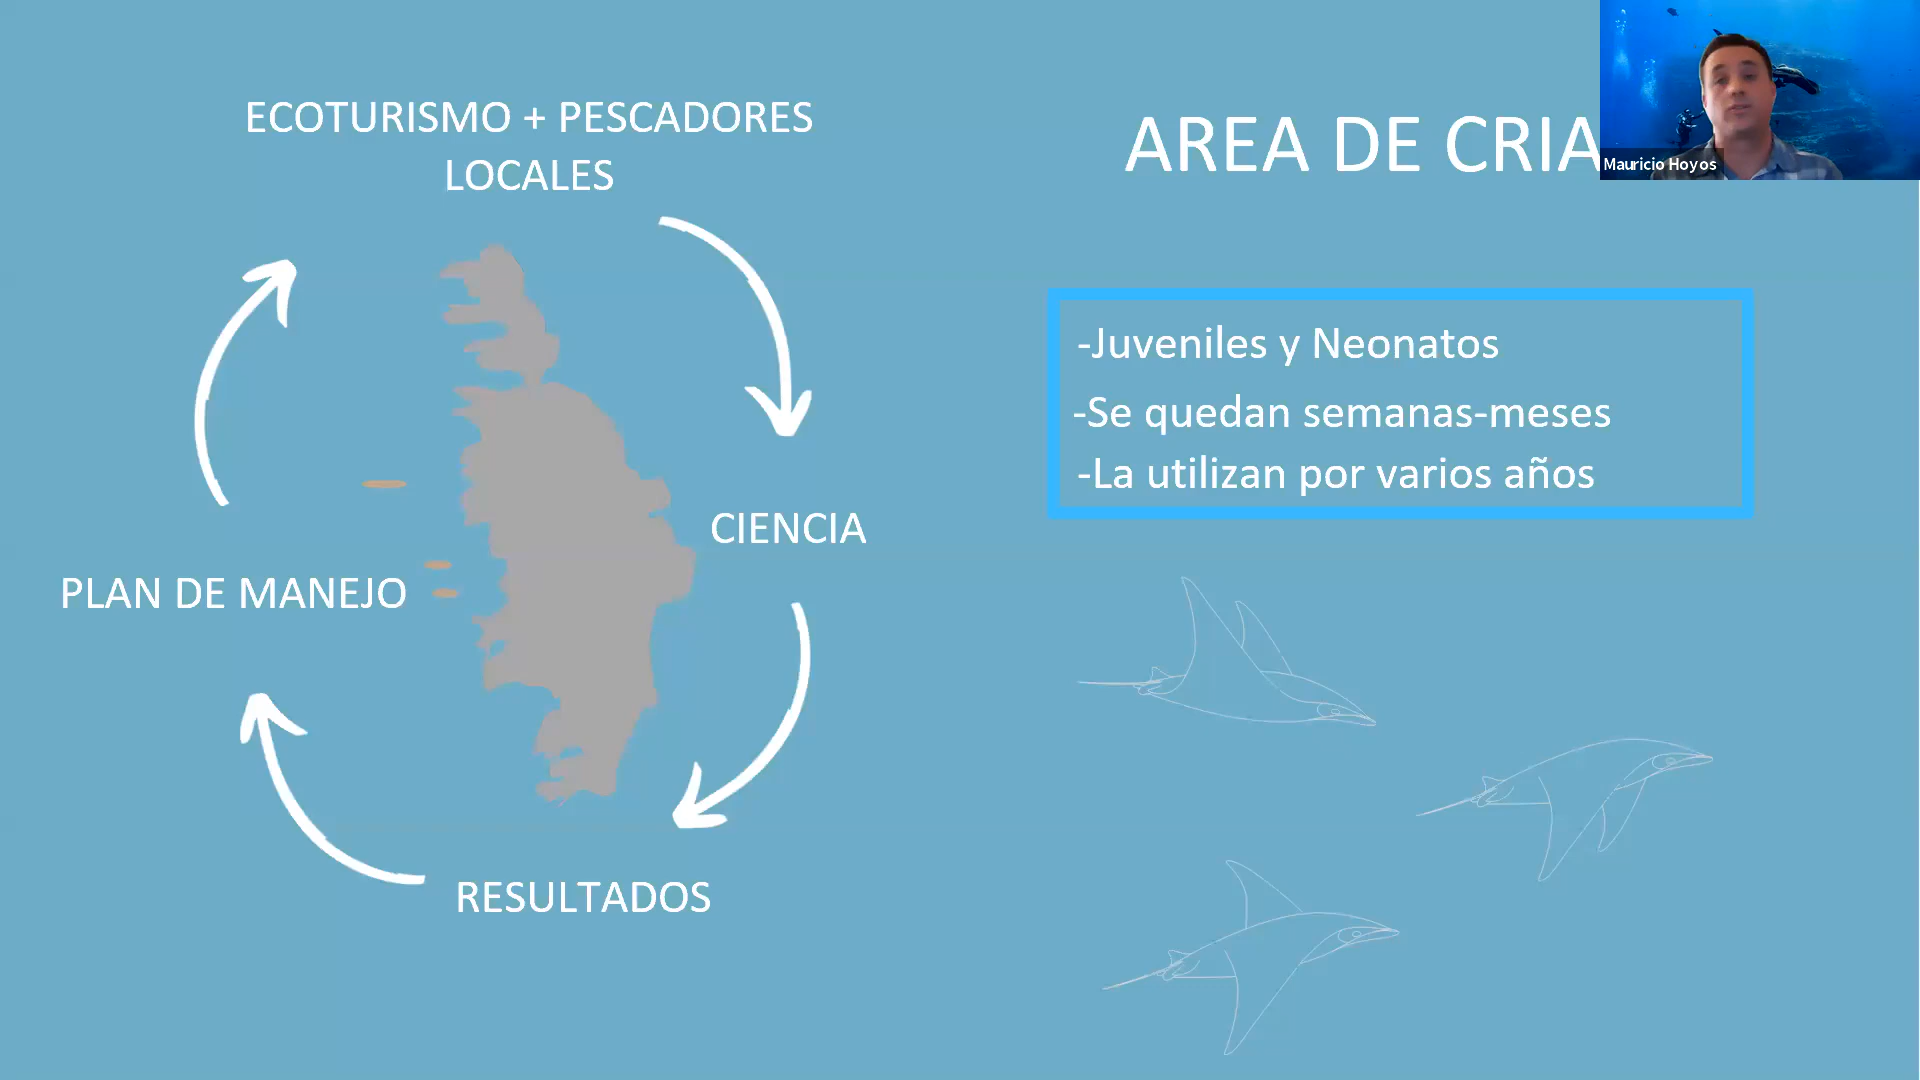 ECOTURISMO + PESCADORES
LOCALES
CIENCIA
PLAN DE MANEJO
RESULTADOS
AREA DE CRIA
-Juveniles y Neonatos
-Se quedan semanas-meses
-La utilizan por varios años
Mauricio Hoyos